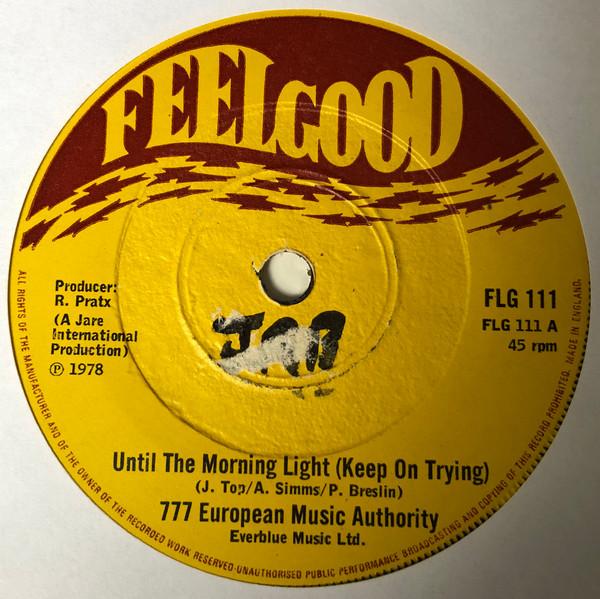 FEELGOOD
Producer:
R. Pratx
(A Jare
International
Production)
℗ 1978
FLG 111
FLG 111 A
45 rpm
Until The Morning Light (Keep On Trying)
(J. Top/A. Simms/P. Breslin)
777 European Music Authority
Everblue Music Ltd.
ALL RIGHTS OF THE MANUFACTURER AND OF THE OWNER OF THE RECORDED WORK RESERVED·UNAUTHORISED PUBLIC PERFORMANCE BROADCASTING AND COPYING OF THIS RECORD PROHIBITED. MADE IN ENGLAND.